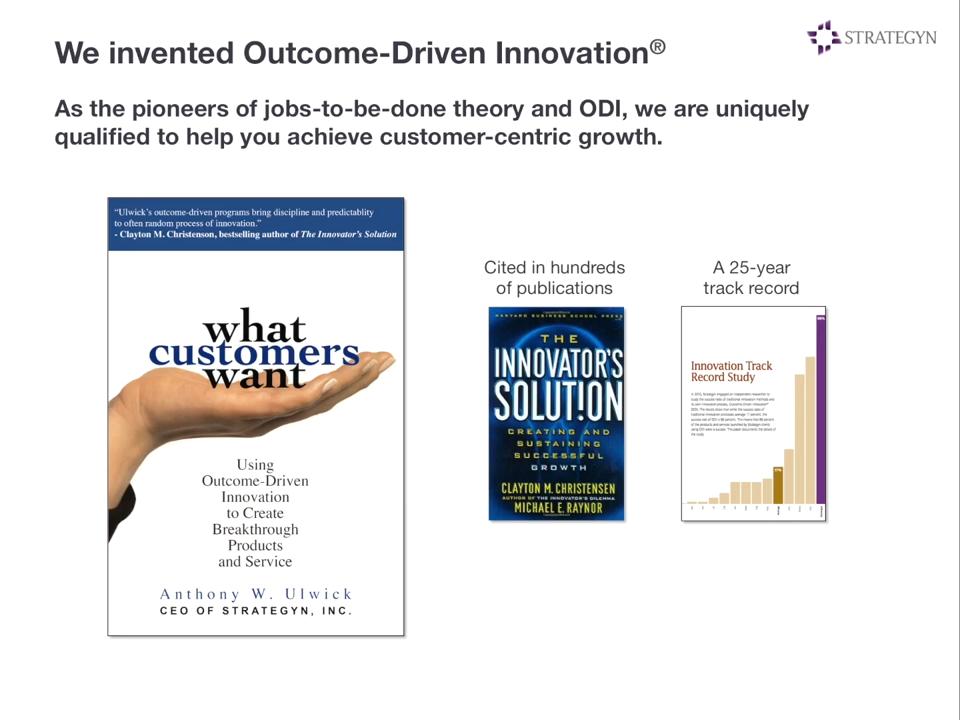 We invented Outcome-Driven Innovation®
STRATEGYN
As the pioneers of jobs-to-be-done theory and ODI, we are uniquely
qualified to help you achieve customer-centric growth.
“Ulwick’s outcome-driven programs bring discipline and predictablity
to often random process of innovation.”
- Clayton M. Christenson, bestselling author of The Innovator’s Solution
what
customers
want
Using
Outcome-Driven
Innovation
to Create
Breakthrough
Products
and Service
Anthony W. Ulwick
CEO OF STRATEGYN, INC.
Cited in hundreds
of publications
HARVARD BUSINESS SCHOOL PRESS
THE
INNOVATOR'S
SOLUT!ON
CREATING AND
SUSTAINING
SUCCESSFUL
GROWTH
CLAYTON M. CHRISTENSEN
AUTHOR OF THE INNOVATOR'S DILEMMA
MICHAEL E. RAYNOR
A 25-year
track record
Innovation Track
Record Study